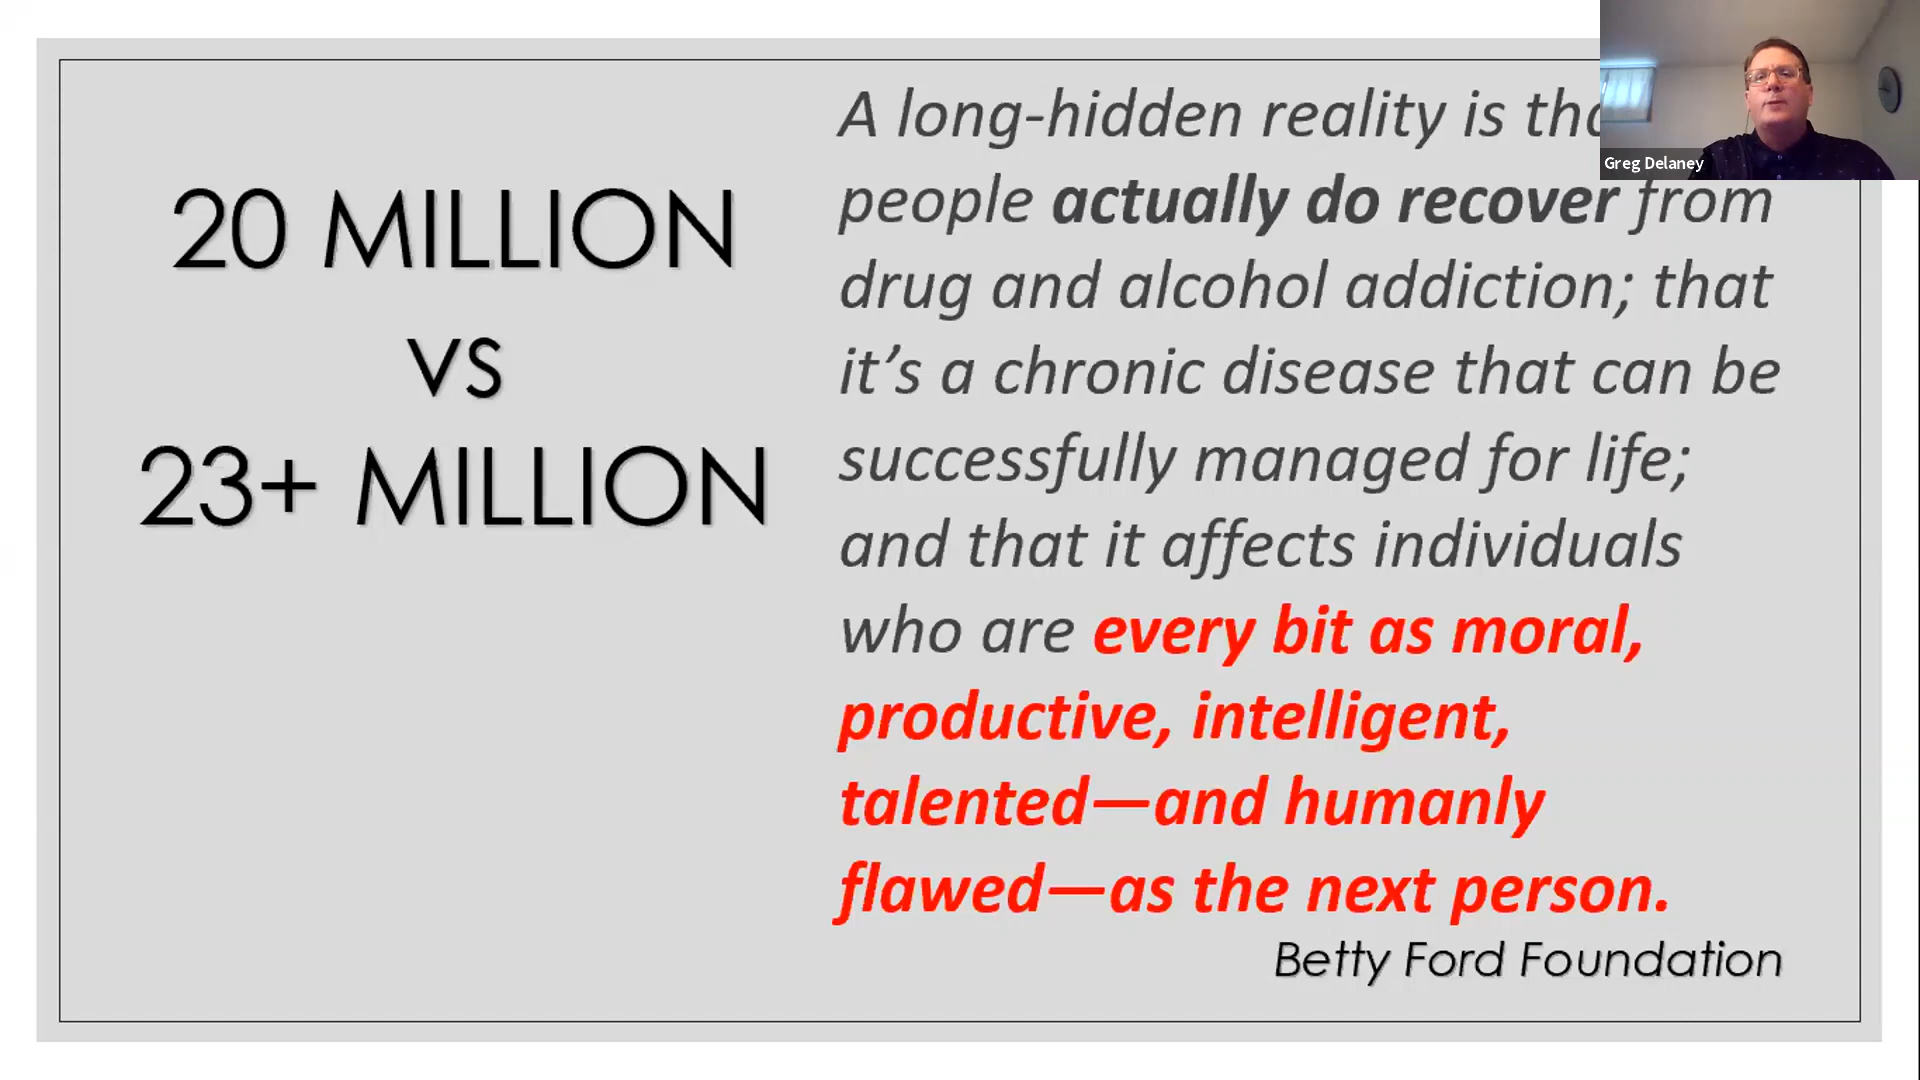 20 MILLION
vs
23+ MILLION
A long-hidden reality is
people actually do recover from
drug and alcohol addiction; that
it’s a chronic disease that can be
successfully managed for life;
and that it affects individuals
who are every bit as moral,
productive, intelligent,
talented—and humanly
flawed—as the next person.
Betty Ford Foundation
Greg Delaney